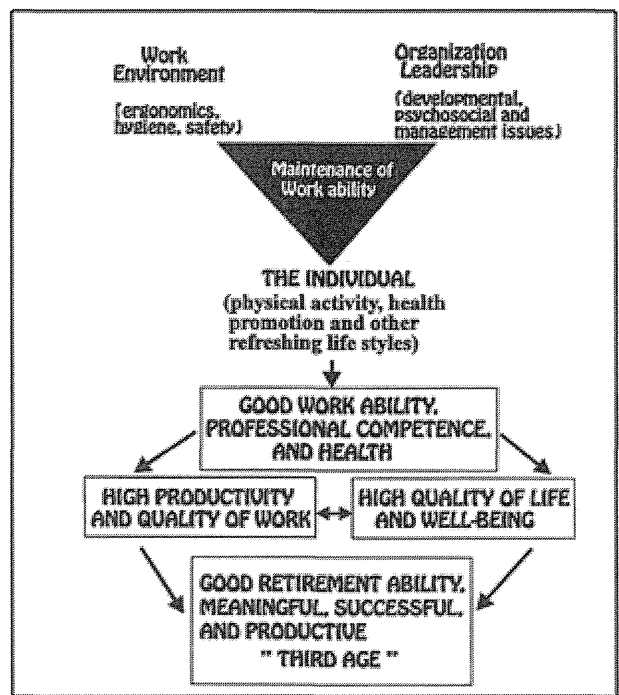 Work
Environment
(ergonomics,
hygiene, safety)
Organization
Leadership
(developmental,
psychosocial and
management issues)
Maintenance of
Work ability
THE INDIVIDUAL
(physical activity, health
promotion and other
refreshing life styles)
GOOD WORK ABILITY,
PROFESSIONAL COMPETENCE,
AND HEALTH
HIGH PRODUCTIVITY
AND QUALITY OF WORK
HIGH QUALITY OF LIFE
AND WELL-BEING
GOOD RETIREMENT ABILITY,
MEANINGFUL, SUCCESSFUL,
AND PRODUCTIVE
" THIRD AGE "